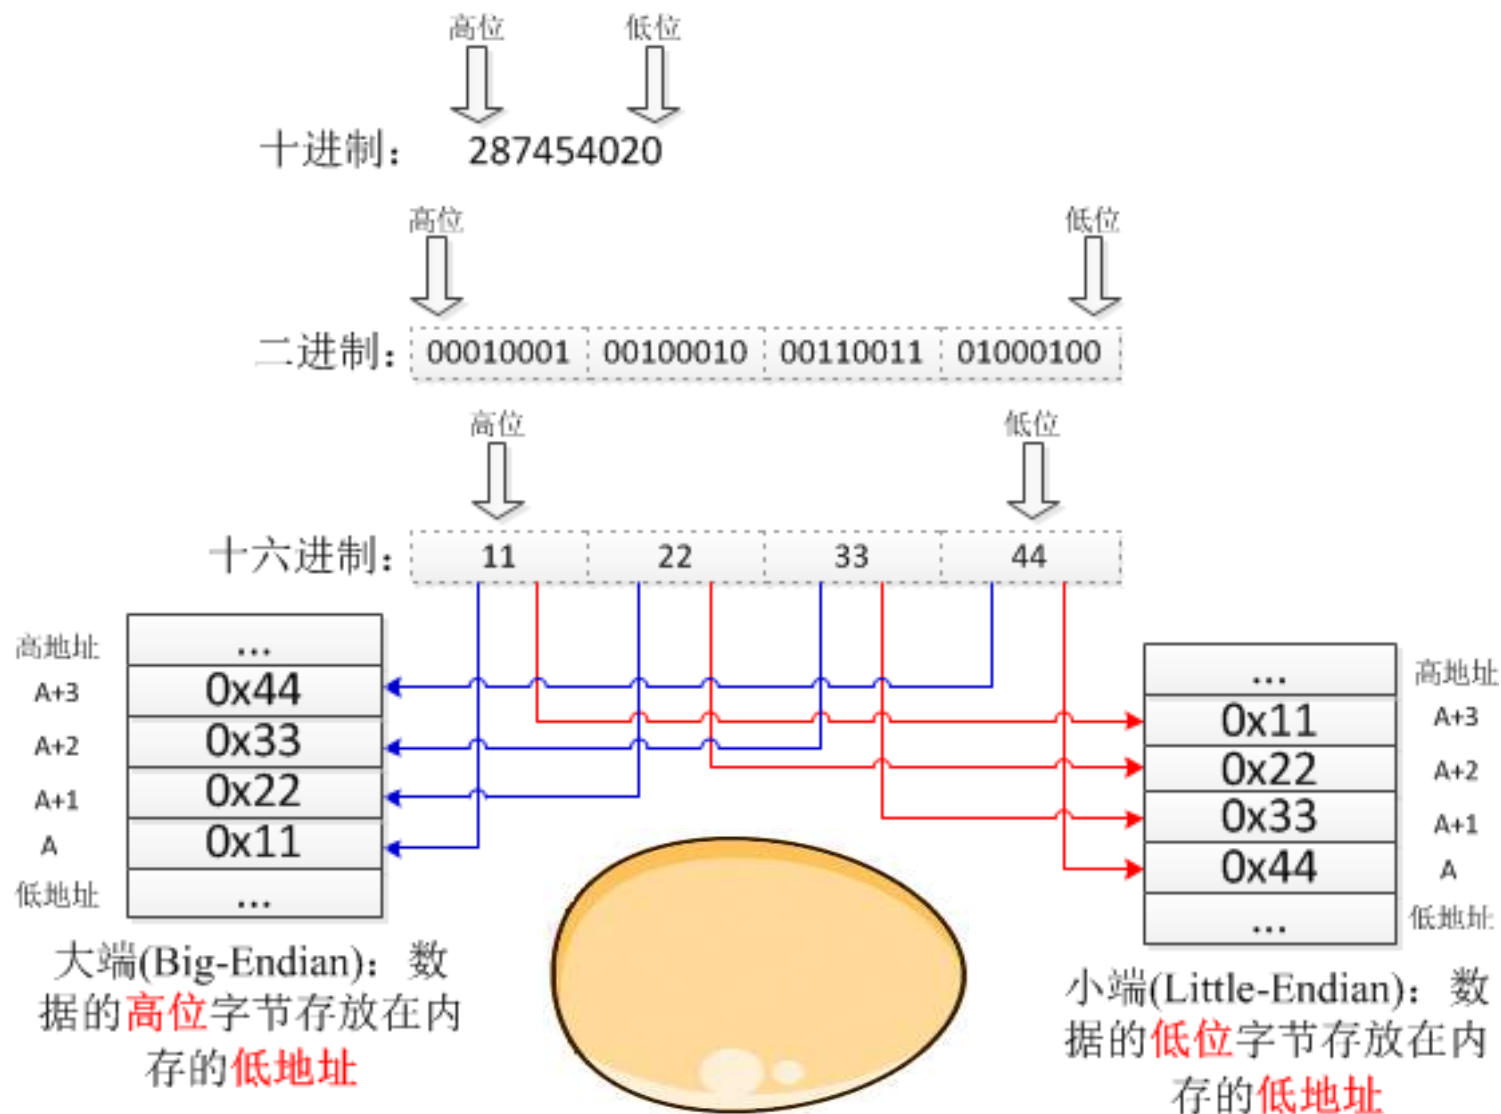 高位 低位
十进制： 287454020
高位 低位
二进制： 00010001 00100010 00110011 01000100
高位 低位
十六进制： 11 22 33 44
高地址 ...
A+3 0x44
A+2 0x33
A+1 0x22
A 0x11
低地址 ...
大端(Big-Endian)：数
据的高位字节存放在内
存的低地址
... 高地址
0x11 A+3
0x22 A+2
0x33 A+1
0x44 A
... 低地址
小端(Little-Endian)：数
据的低位字节存放在内
存的低地址